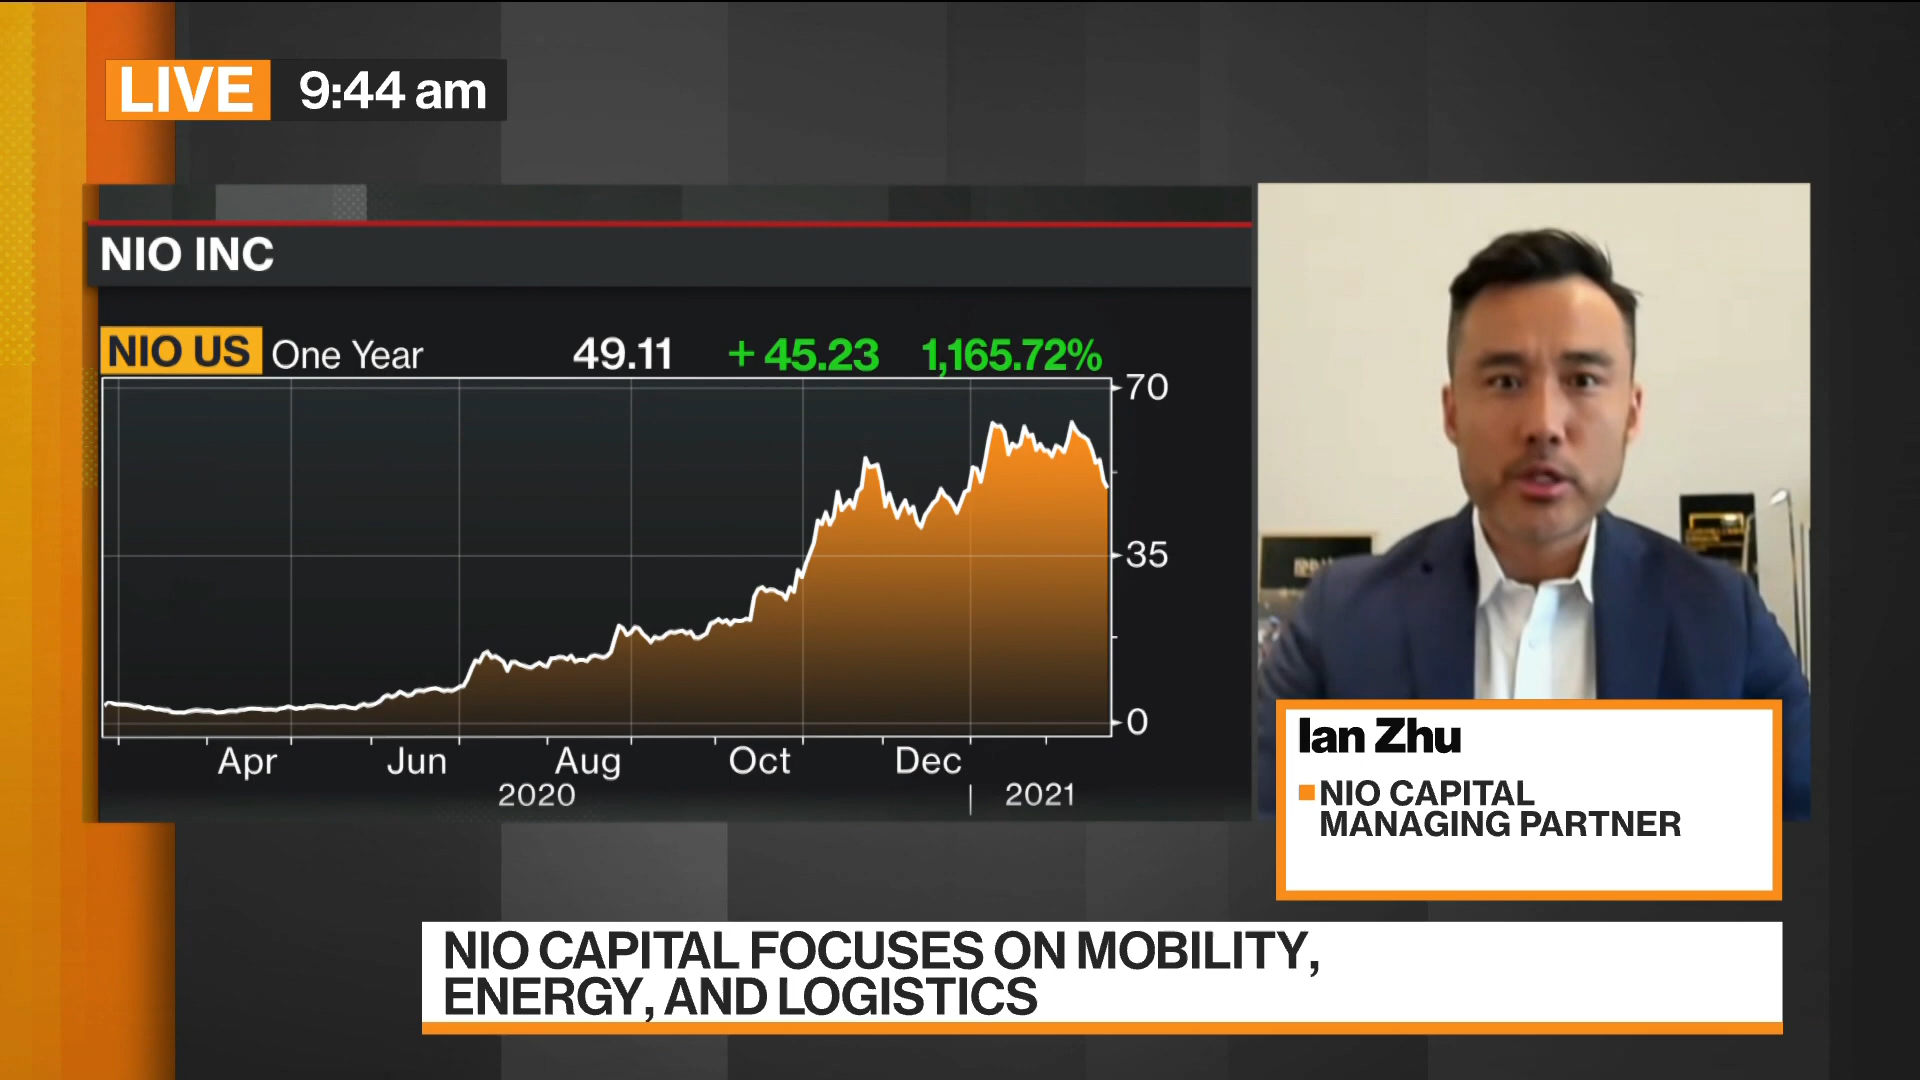 LIVE 9:44 am
NIO INC
NIO US One Year 49.11 + 45.23 1,165.72%
70
35
0
Apr Jun Aug Oct Dec
2020 2021
Ian Zhu
NIO CAPITAL
MANAGING PARTNER
NIO CAPITAL FOCUSES ON MOBILITY,
ENERGY, AND LOGISTICS